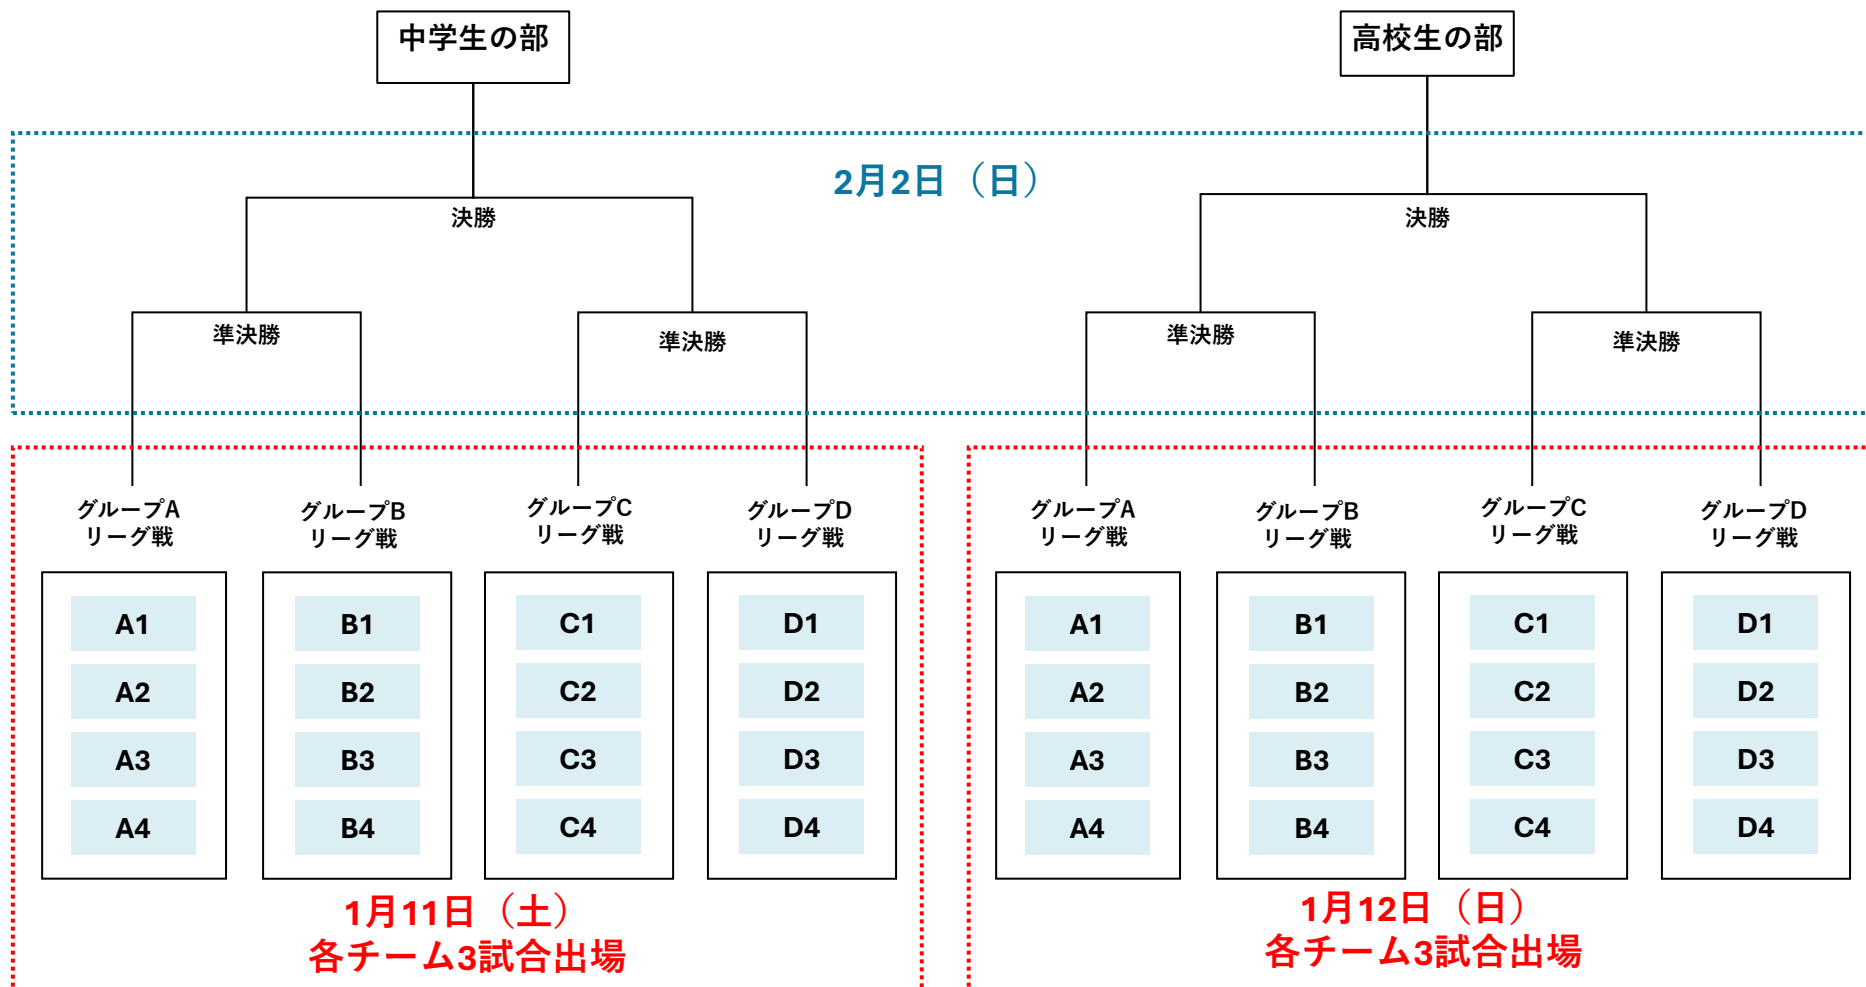 中学生の部
高校生の部
2月2日（日）
決勝
決勝
準決勝
準決勝
準決勝
準決勝
グループA
リーグ戦
グループB
リーグ戦
グループC
リーグ戦
グループD
リーグ戦
グループA
リーグ戦
グループB
リーグ戦
グループC
リーグ戦
グループD
リーグ戦
A1
B1
C1
D1
A1
B1
C1
D1
A2
B2
C2
D2
A2
B2
C2
D2
A3
B3
C3
D3
A3
B3
C3
D3
A4
B4
C4
D4
A4
B4
C4
D4
1月11日（土）
各チーム3試合出場
1月12日（日）
各チーム3試合出場